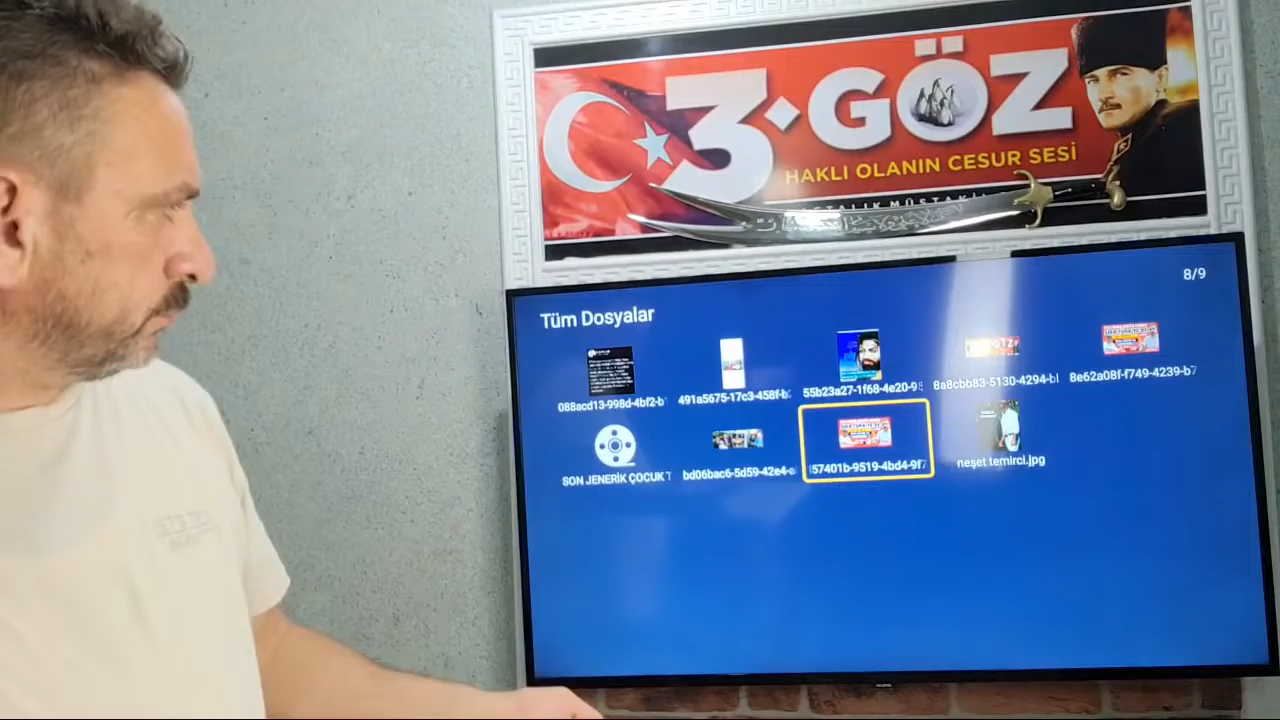 3·GÖZ
HAKLI OLANIN CESUR SESİ
Tüm Dosyalar
8/9
088acd13-998d-4bf2-b
491a5675-17c3-458f-b
55b23a27-1f68-4e20-9
8a8cbb83-5130-4294-bl
8e62a08f-f749-4239-b7
SON JENERİK ÇOCUK T
bd06bac6-5d59-42e4-a
57401b-9519-4bd4-9f7
neşet temirci.jpg